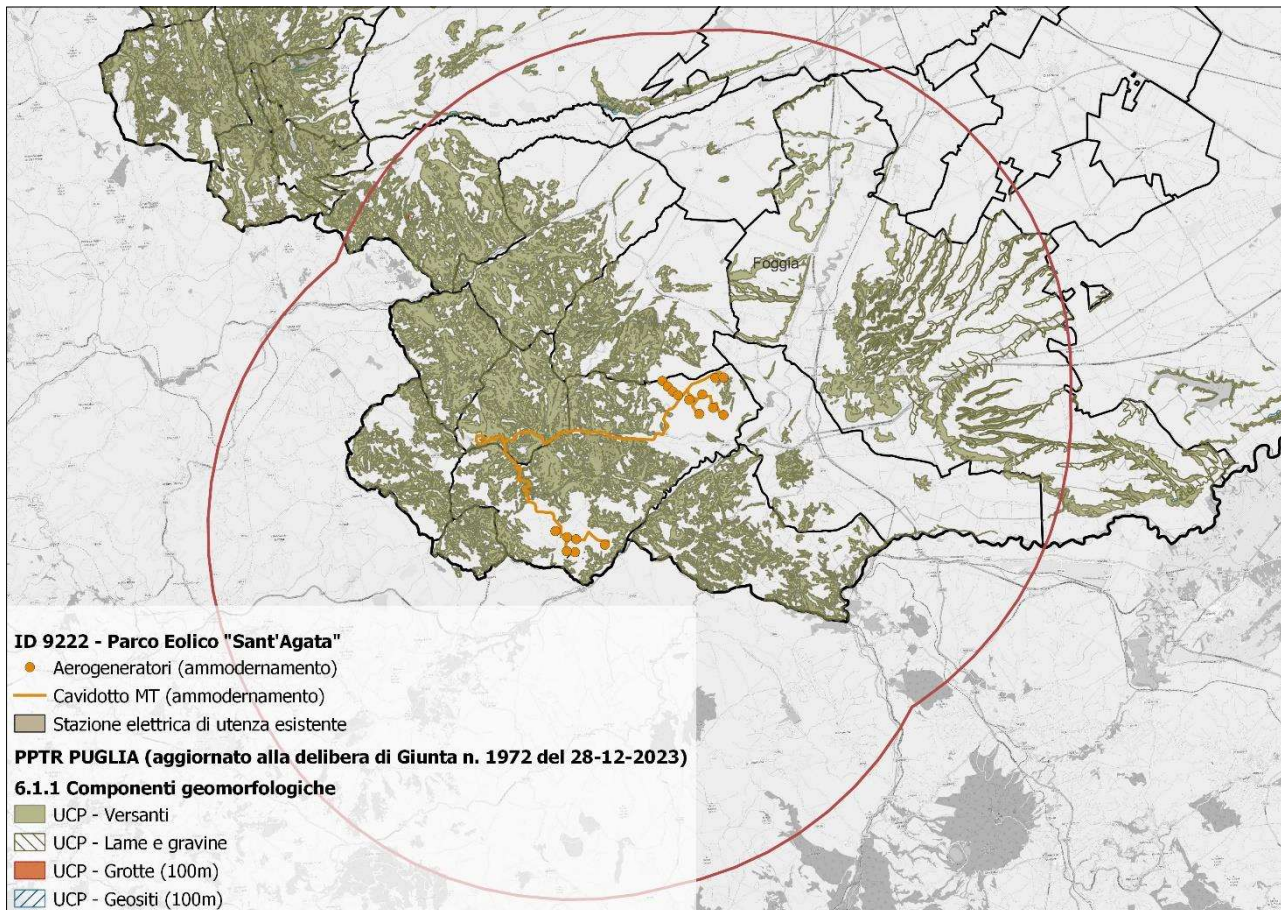 Foggia
ID 9222 - Parco Eolico "Sant'Agata"
Aerogeneratori (ammodernamento)
Cavidotto MT (ammodernamento)
Stazione elettrica di utenza esistente
PPTR PUGLIA (aggiornato alla delibera di Giunta n. 1972 del 28-12-2023)
6.1.1 Componenti geomorfologiche
UCP - Versanti
UCP - Lame e gravine
UCP - Grotte (100m)
UCP - Geositi (100m)